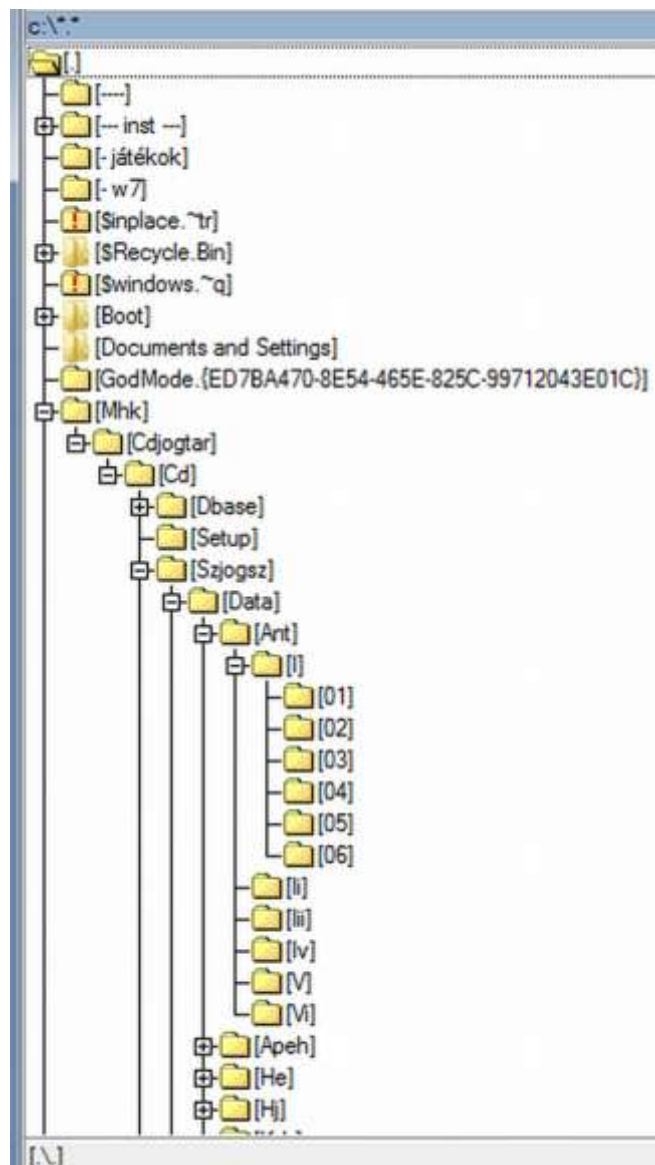 c:\*.*
[.]
[----]
[--- inst ---]
[- játékok]
[- w7]
[$inplace.~tr]
[$Recycle.Bin]
[$windows.~q]
[Boot]
[Documents and Settings]
[GodMode.{ED7BA470-8E54-465E-825C-99712043E01C}]
[Mhk]
[Cdjogtar]
[Cd]
[Dbase]
[Setup]
[Szjogsz]
[Data]
[Ant]
[I]
[01]
[02]
[03]
[04]
[05]
[06]
[Ii]
[Iii]
[Iv]
[V]
[Vi]
[Apeh]
[He]
[Hj]
[.\.]